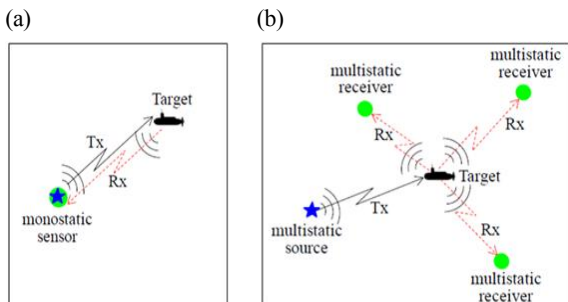 (a)
Target
Tx
Rx
monostatic
sensor
(b)
multistatic
receiver
multistatic
receiver
Rx
Rx
Target
Tx
multistatic
source
Rx
multistatic
receiver